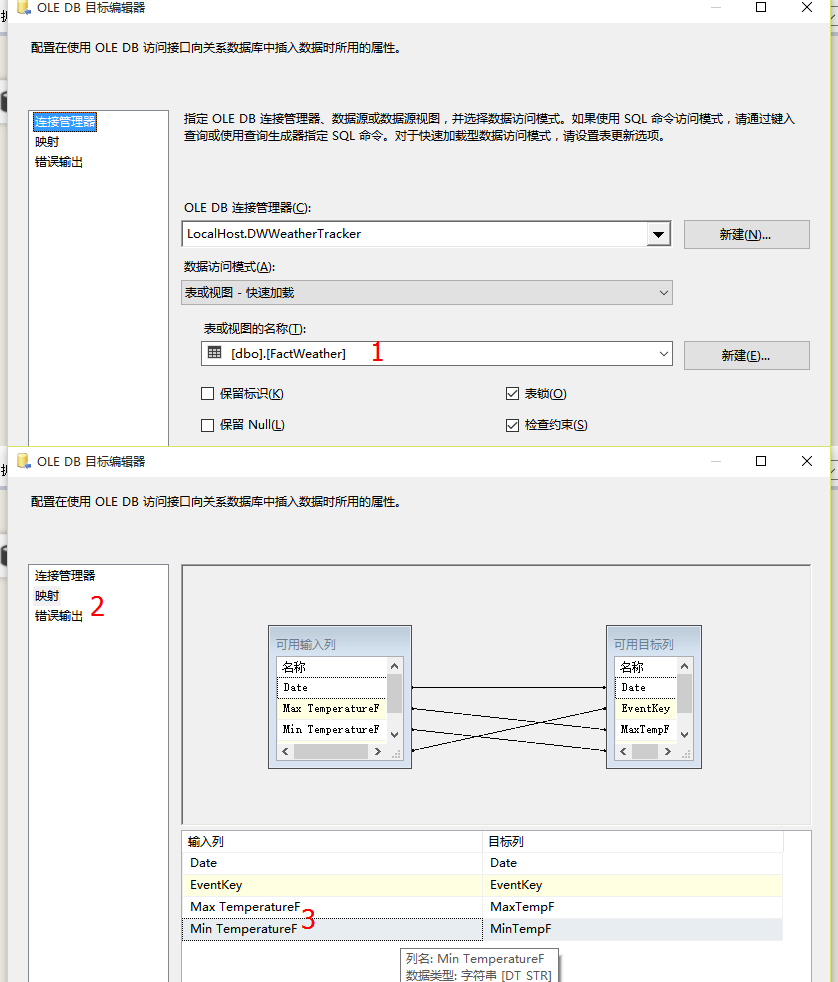 OLE DB 目标编辑器
配置在使用 OLE DB 访问接口向关系数据库中插入数据时所用的属性。
连接管理器
映射
错误输出
指定 OLE DB 连接管理器、数据源或数据源视图，并选择数据访问模式。如果使用 SQL 命令访问模式，请通过键入
查询或使用查询生成器指定 SQL 命令。对于快速加载型数据访问模式，请设置表更新选项。
OLE DB 连接管理器(C):
LocalHost.DWWeatherTracker
新建(N)...
数据访问模式(A):
表或视图 - 快速加载
表或视图的名称(T):
[dbo].[FactWeather] 1
新建(E)...
保留标识(K) 表锁(O)
保留 Null(L) 检查约束(S)
OLE DB 目标编辑器
配置在使用 OLE DB 访问接口向关系数据库中插入数据时所用的属性。
连接管理器
映射
错误输出
2
可用输入列
名称
Date
Max TemperatureF
Min TemperatureF
可用目标列
名称
Date
EventKey
MaxTempF
输入列 目标列
Date Date
EventKey EventKey
Max TemperatureF MaxTempF
3
Min TemperatureF MinTempF
列名: Min TemperatureF
数据类型: 字符串 [DT_STR]